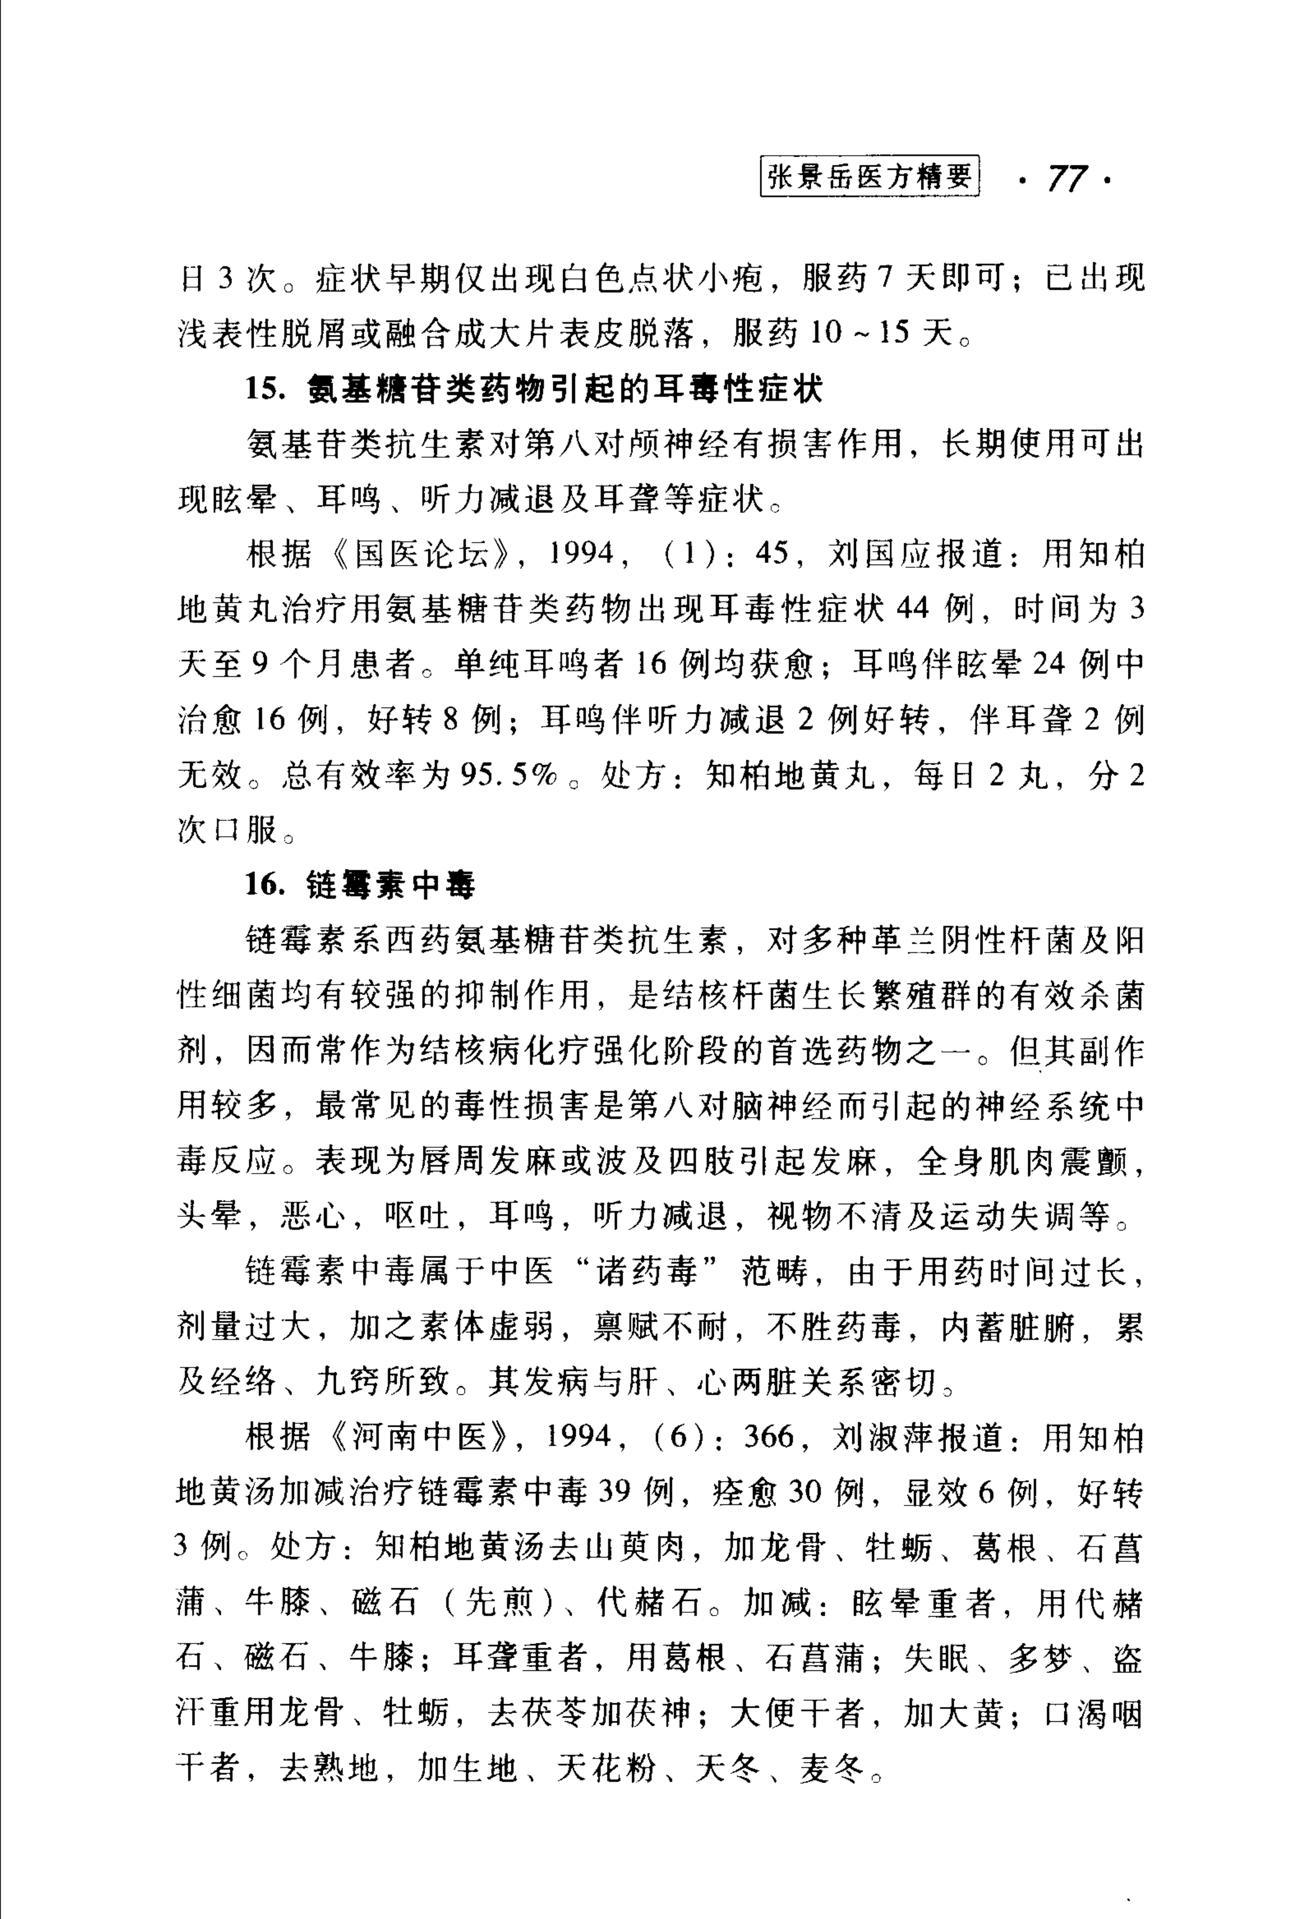 张景岳医方精要 · 77 ·
日3次。症状早期仅出现白色点状小疱，服药7天即可；已出现
浅表性脱屑或融合成大片表皮脱落，服药10～15天。
15. 氨基糖苷类药物引起的耳毒性症状
氨基苷类抗生素对第八对颅神经有损害作用，长期使用可出
现眩晕、耳鸣、听力减退及耳聋等症状。
根据《国医论坛》，1994，（1）：45，刘国应报道：用知柏
地黄丸治疗用氨基糖苷类药物出现耳毒性症状44例，时间为3
天至9个月患者。单纯耳鸣者16例均获愈；耳鸣伴眩晕24例中
治愈16例，好转8例；耳鸣伴听力减退2例好转，伴耳聋2例
无效。总有效率为95.5%。处方：知柏地黄丸，每日2丸，分2
次口服。
16. 链霉素中毒
链霉素系西药氨基糖苷类抗生素，对多种革兰阴性杆菌及阳
性细菌均有较强的抑制作用，是结核杆菌生长繁殖群的有效杀菌
剂，因而常作为结核病化疗强化阶段的首选药物之一。但其副作
用较多，最常见的毒性损害是第八对脑神经而引起的神经系统中
毒反应。表现为唇周发麻或波及四肢引起发麻，全身肌肉震颤，
头晕，恶心，呕吐，耳鸣，听力减退，视物不清及运动失调等。
链霉素中毒属于中医“诸药毒”范畴，由于用药时间过长，
剂量过大，加之素体虚弱，禀赋不耐，不胜药毒，内蓄脏腑，累
及经络、九窍所致。其发病与肝、心两脏关系密切。
根据《河南中医》，1994，（6）：366，刘淑萍报道：用知柏
地黄汤加减治疗链霉素中毒39例，痊愈30例，显效6例，好转
3例。处方：知柏地黄汤去山萸肉，加龙骨、牡蛎、葛根、石菖
蒲、牛膝、磁石（先煎）、代赭石。加减：眩晕重者，用代赭
石、磁石、牛膝；耳聋重者，用葛根、石菖蒲；失眠、多梦、盗
汗重用龙骨、牡蛎，去茯苓加茯神；大便干者，加大黄；口渴咽
干者，去熟地，加生地、天花粉、天冬、麦冬。